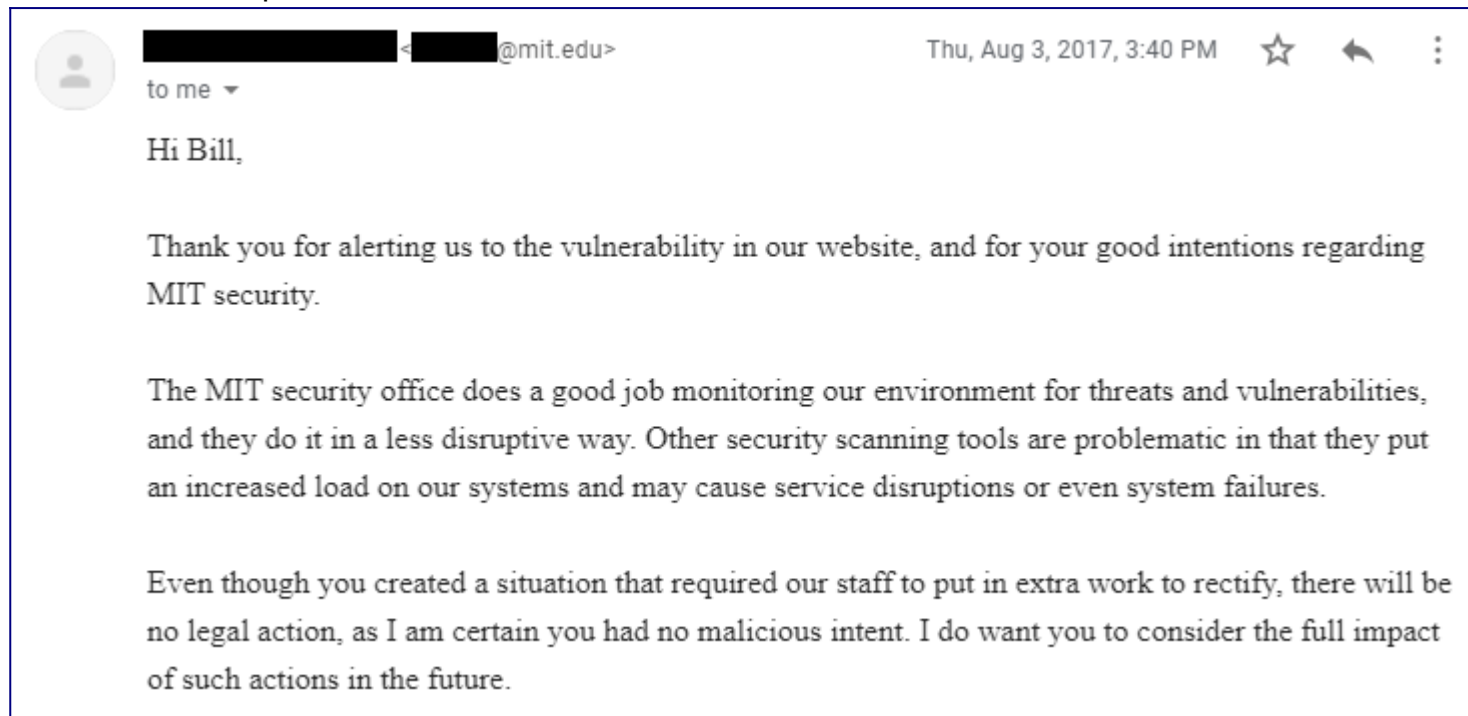 <@mit.edu> Thu, Aug 3, 2017, 3:40 PM
to me
Hi Bill,
Thank you for alerting us to the vulnerability in our website, and for your good intentions regarding
MIT security.
The MIT security office does a good job monitoring our environment for threats and vulnerabilities,
and they do it in a less disruptive way. Other security scanning tools are problematic in that they put
an increased load on our systems and may cause service disruptions or even system failures.
Even though you created a situation that required our staff to put in extra work to rectify, there will be
no legal action, as I am certain you had no malicious intent. I do want you to consider the full impact
of such actions in the future.